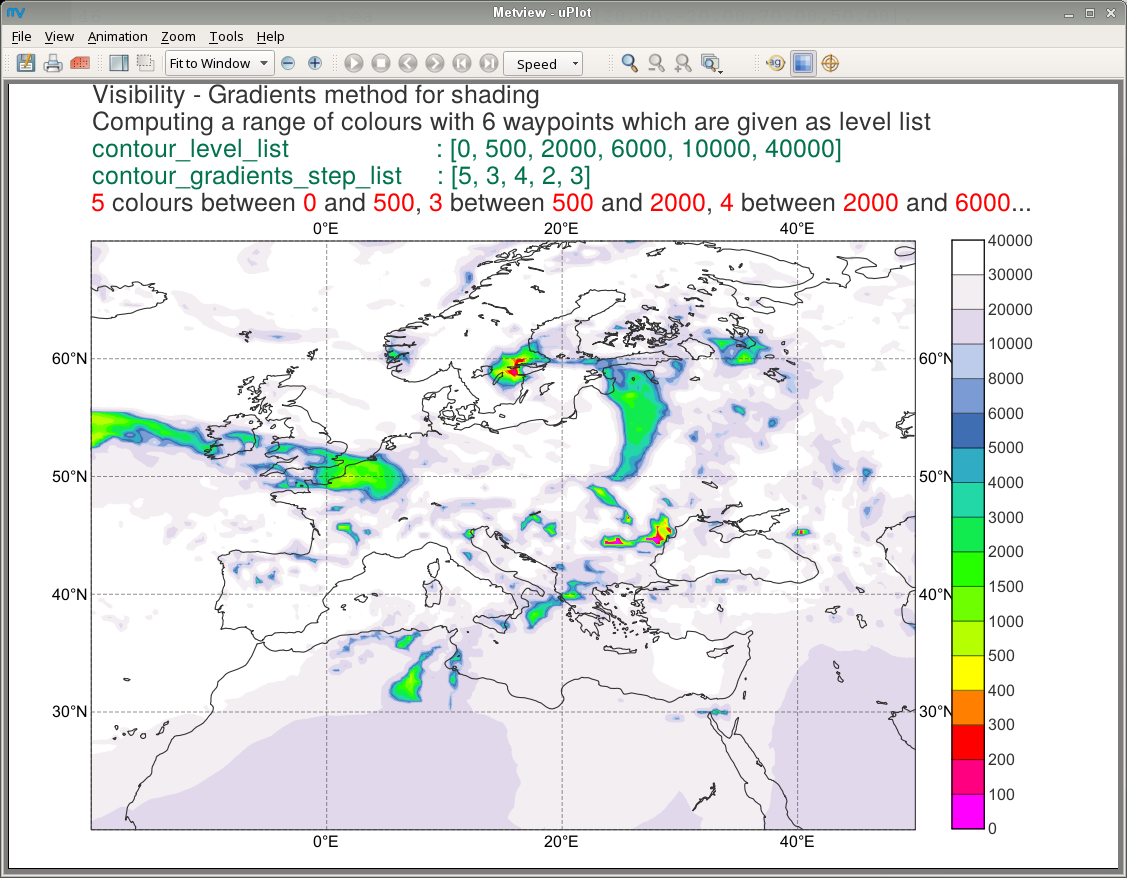 Metview - uPlot
File View Animation Zoom Tools Help
Fit to Window Speed ag
Visibility - Gradients method for shading
Computing a range of colours with 6 waypoints which are given as level list
contour_level_list : [0, 500, 2000, 6000, 10000, 40000]
contour_gradients_step_list : [5, 3, 4, 2, 3]
5 colours between 0 and 500, 3 between 500 and 2000, 4 between 2000 and 6000...
0°E 20°E 40°E
40000
30000
20000
10000
60°N 60°N
8000
6000
5000
50°N 50°N
4000
3000
2000
1500
40°N 40°N
1000
500
400
30°N 30°N
300
200
100
0
0°E 20°E 40°E